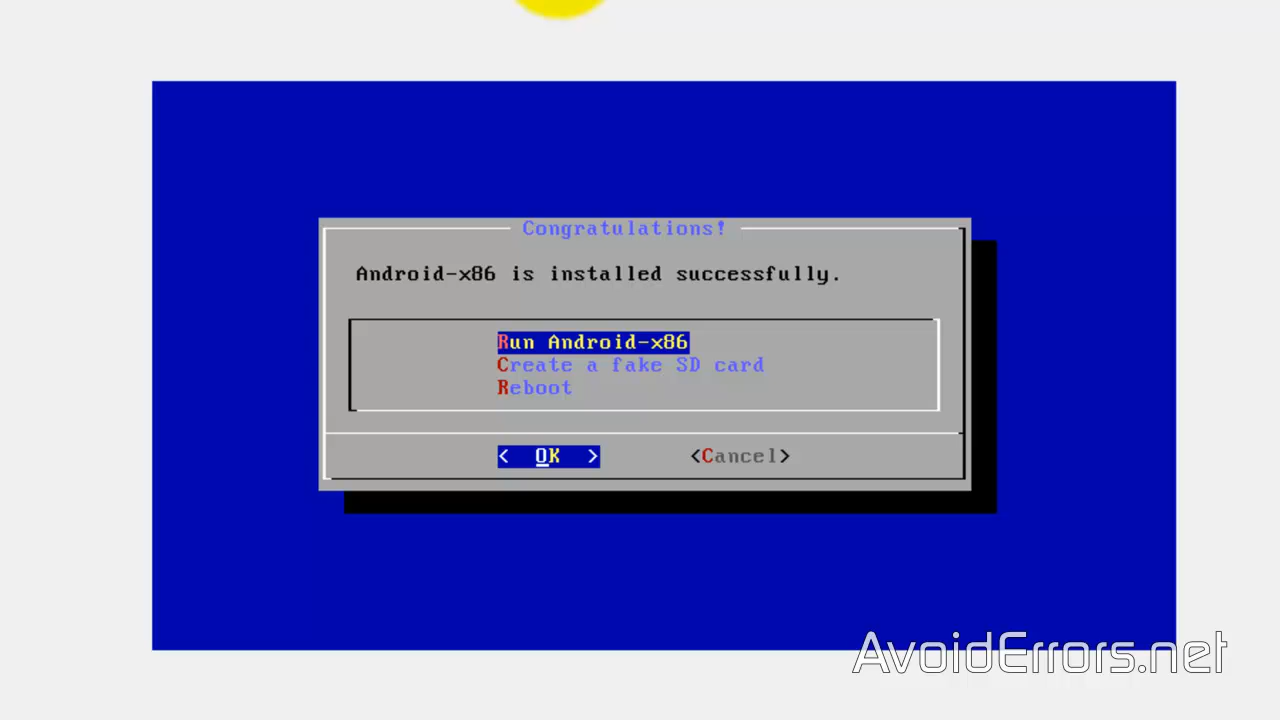 Congratulations!
Android-x86 is installed successfully.
Run Android-x86
Create a fake SD card
Reboot
< OK > <Cancel>
AvoidErrors.net